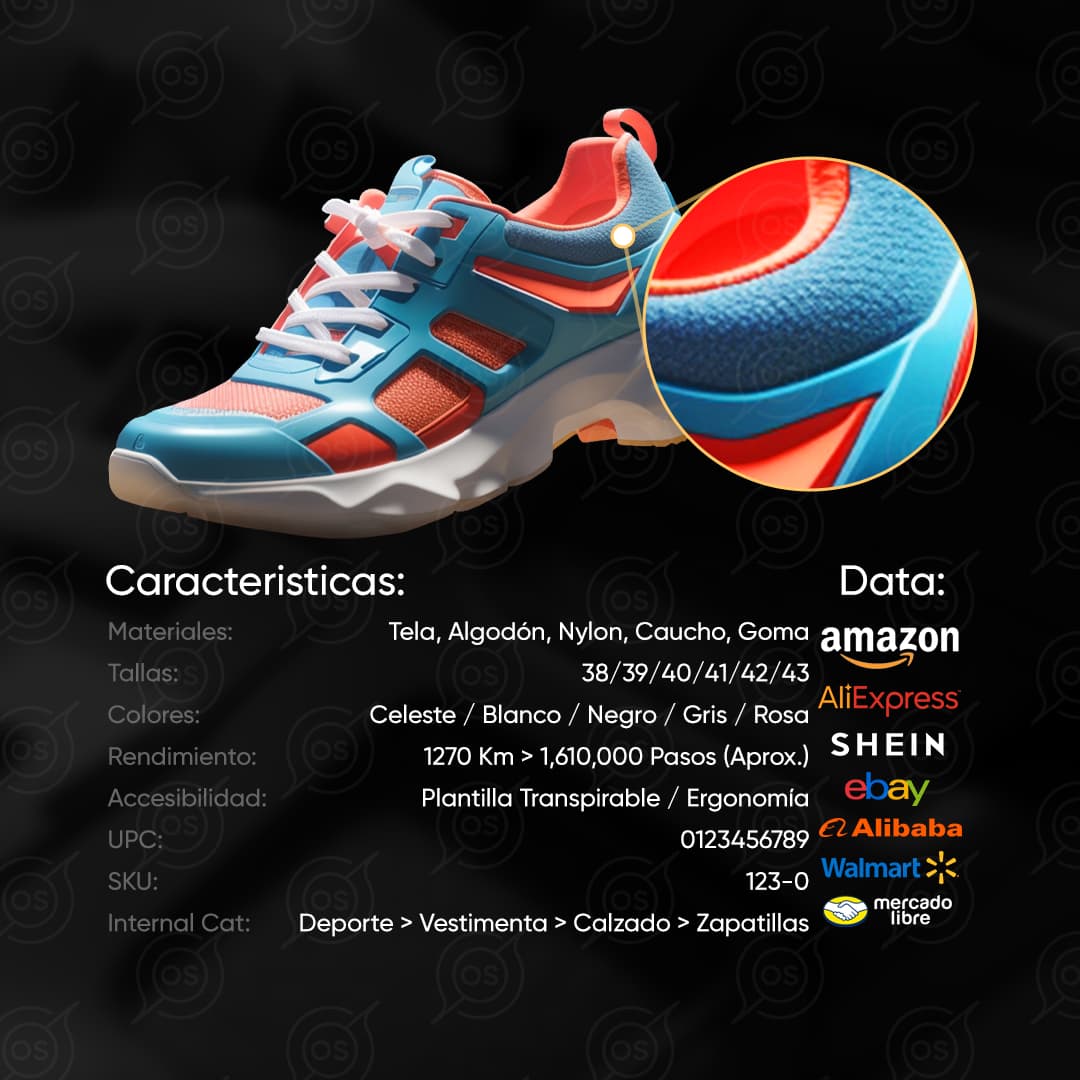 Caracteristicas:
Materiales: Tela, Algodón, Nylon, Caucho, Goma
Tallas: 38/39/40/41/42/43
Colores: Celeste / Blanco / Negro / Gris / Rosa
Rendimiento: 1270 Km > 1,610,000 Pasos (Aprox.)
Accesibilidad: Plantilla Transpirable / Ergonomía
UPC: 0123456789
SKU: 123-0
Internal Cat: Deporte > Vestimenta > Calzado > Zapatillas
Data:
amazon
AliExpress
SHEIN
ebay
Alibaba
Walmart
mercado
libre
OS